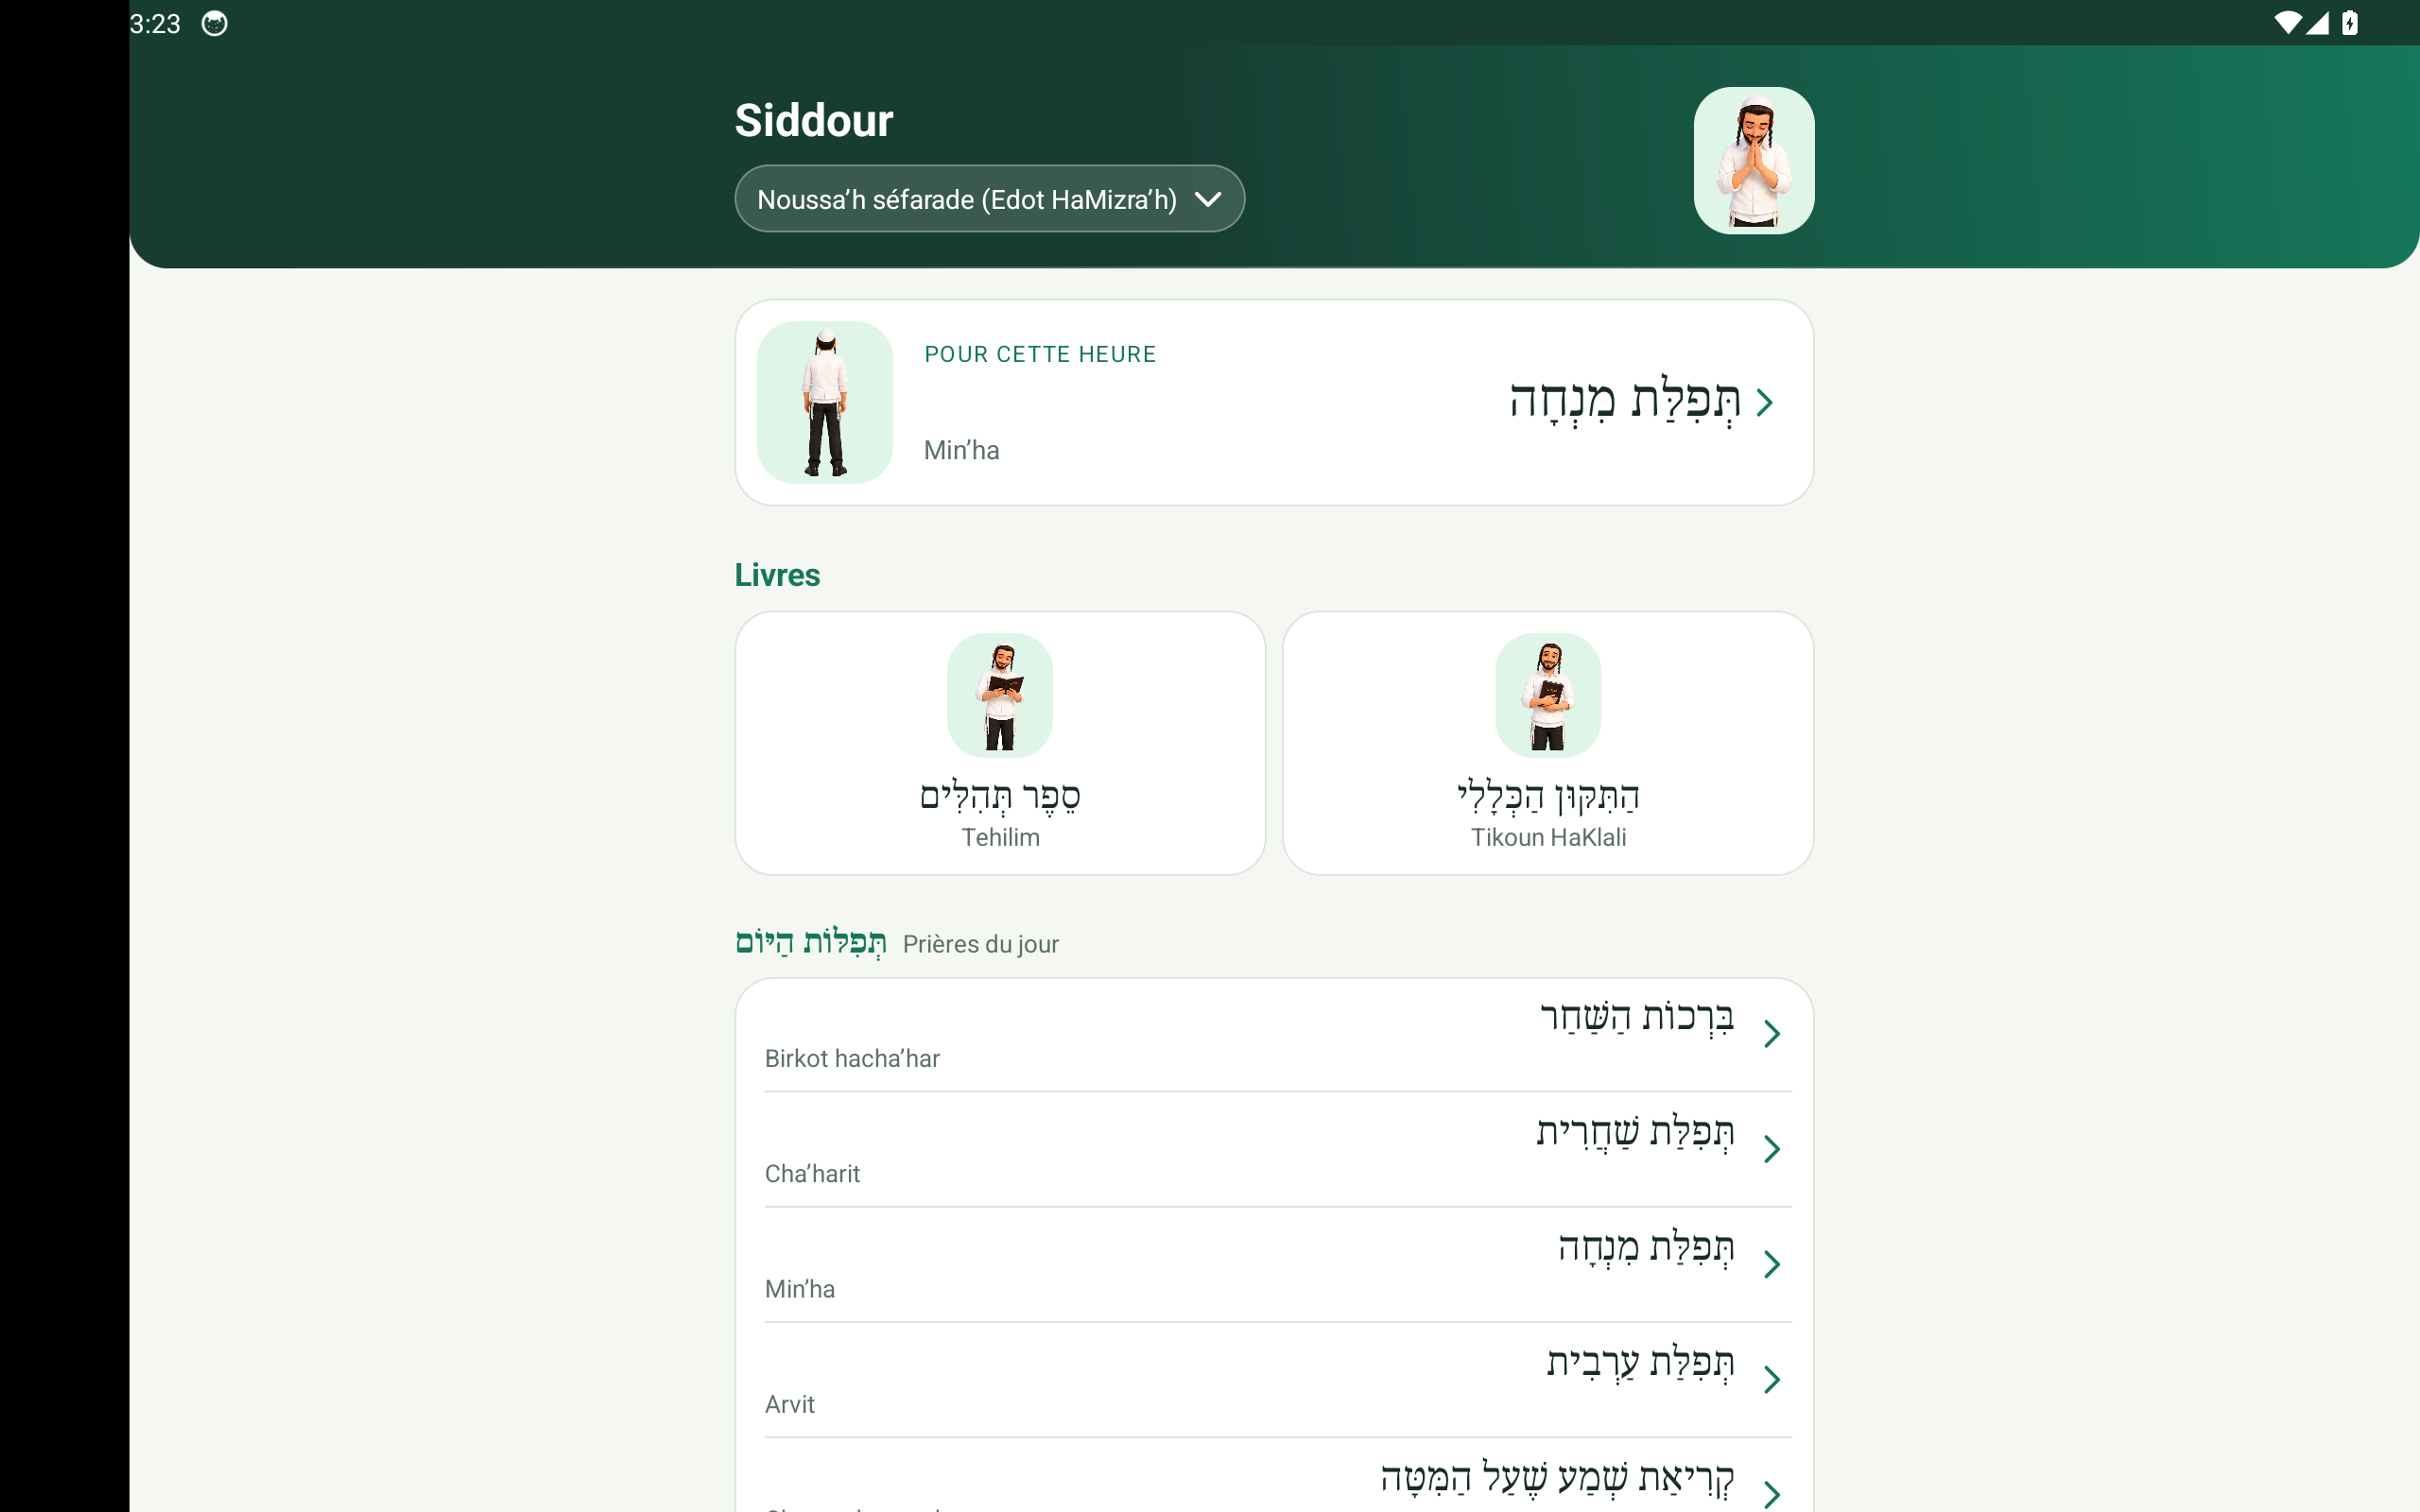 3:23
Siddour
Noussa’h séfarade (Edot HaMizra’h)
POUR CETTE HEURE
תְּפִלַּת מִנְחָה
Min’ha
Livres
סֵפֶר תְּהִלִּים
Tehilim
הַתִּקּוּן הַכְּלָלִי
Tikoun HaKlali
תְּפִלּוֹת הַיּוֹם Prières du jour
בִּרְכוֹת הַשַּׁחַר
Birkot hacha’har
תְּפִלַּת שַׁחֲרִית
Cha’harit
תְּפִלַּת מִנְחָה
Min’ha
תְּפִלַּת עַרְבִית
Arvit
קְרִיאַת שְׁמַע שֶׁעַל הַמִּטָּה